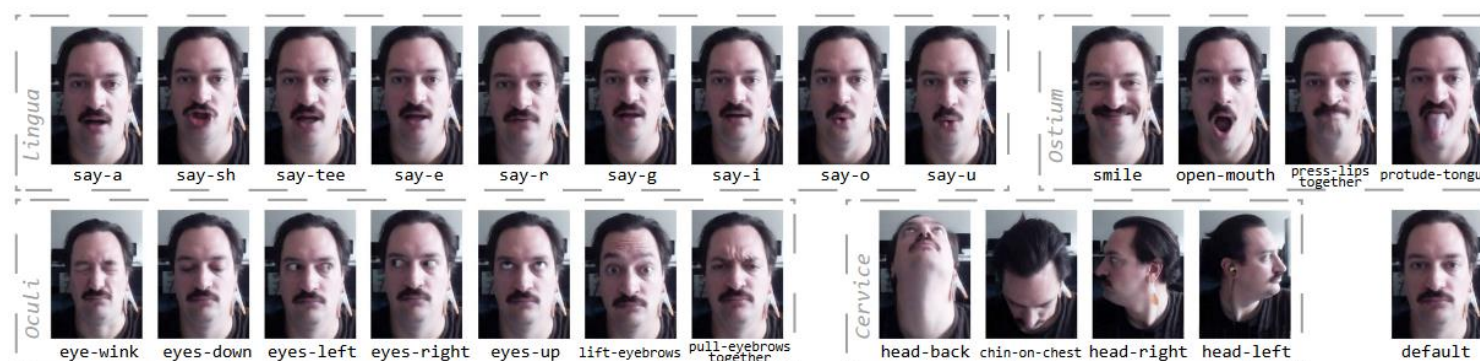 Lingua
say-a say-sh say-tee say-e say-r say-g say-i say-o say-u
Ostium
smile open-mouth press-lips together protude-tongu
Oculi
eye-wink eyes-down eyes-left eyes-right eyes-up lift-eyebrows pull-eyebrows together
Cervice
head-back chin-on-chest head-right head-left
default